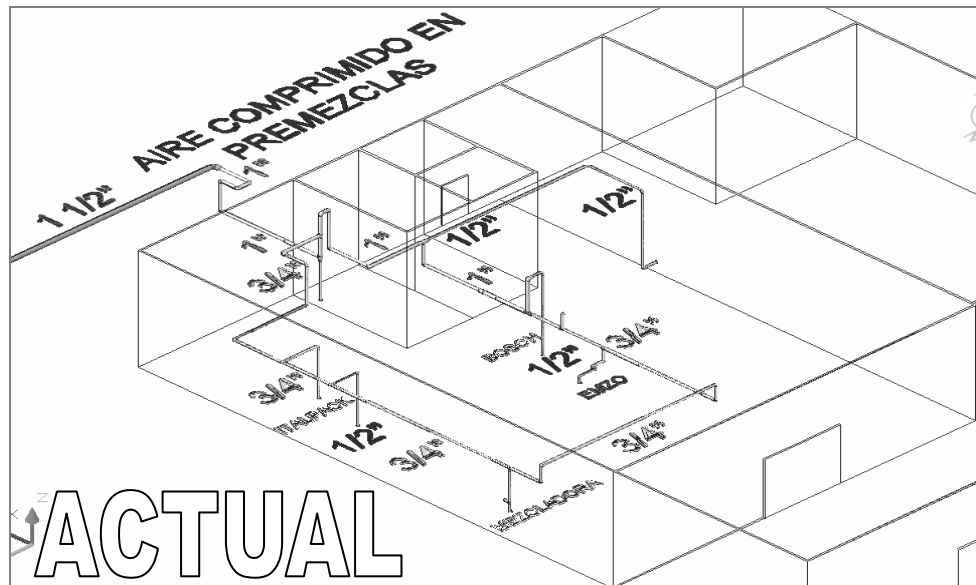 AIRE COMPRIMIDO EN
PREMEZCLAS
1 1/2"
1"
1"
1"
1/2"
1/2"
3/4"
1"
BOSCH
1/2"
3/4"
EMZO
3/4"
ITALPACK
1/2"
3/4"
3/4"
MEZCLADORA
Z
ACTUAL